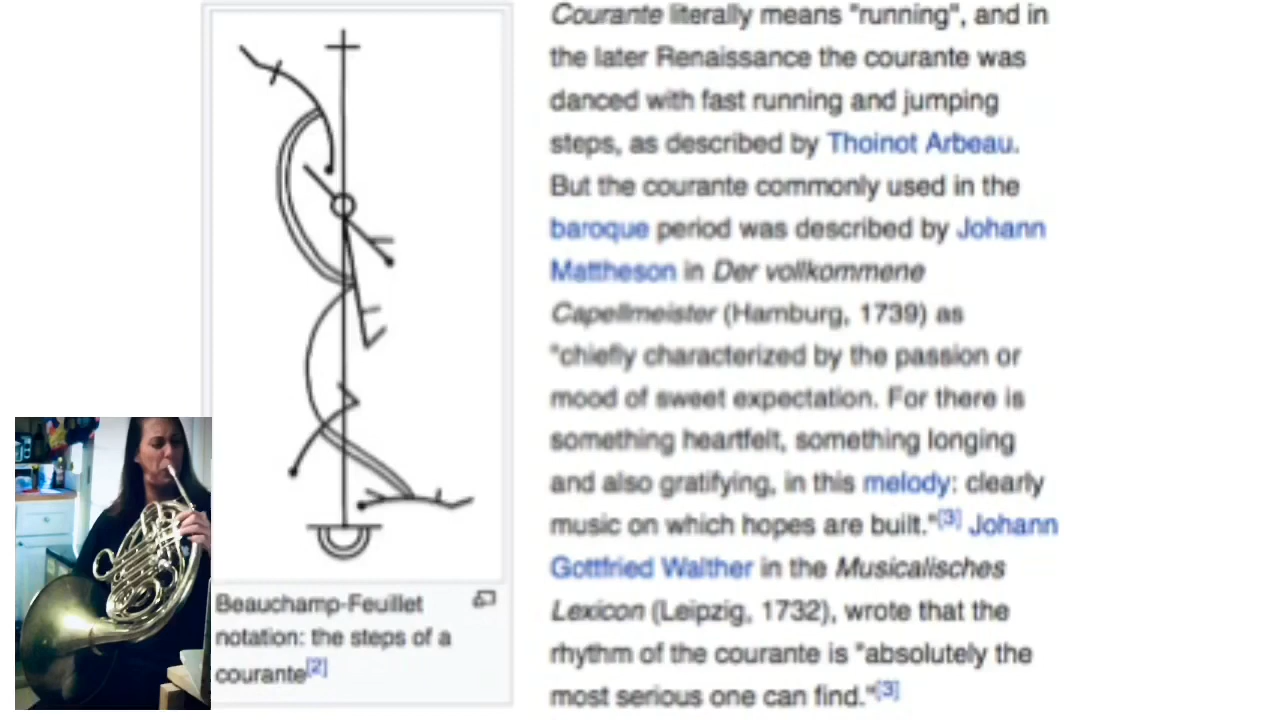 Courante literally means "running", and in
the later Renaissance the courante was
danced with fast running and jumping
steps, as described by Thoinot Arbeau.
But the courante commonly used in the
baroque period was described by Johann
Mattheson in Der vollkommene
Capellmeister (Hamburg, 1739) as
"chiefly characterized by the passion or
mood of sweet expectation. For there is
something heartfelt, something longing
and also gratifying, in this melody: clearly
music on which hopes are built."[3] Johann
Gottfried Walther in the Musicalisches
Lexicon (Leipzig, 1732), wrote that the
rhythm of the courante is "absolutely the
most serious one can find."[3]
Beauchamp-Feuillet
notation: the steps of a
courante[2]